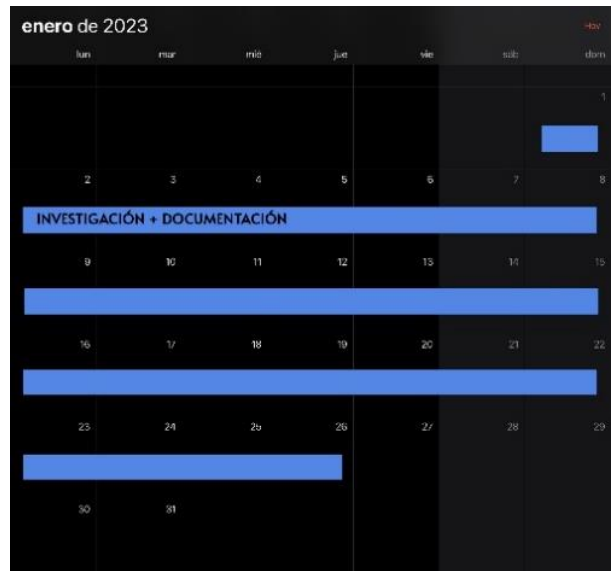 enero de 2023
Hoy
lun mar mié jue vie sáb dom
1
2 3 4 5 6 7 8
INVESTIGACIÓN + DOCUMENTACIÓN
9 10 11 12 13 14 15
16 17 18 19 20 21 22
23 24 25 26 27 28 29
30 31